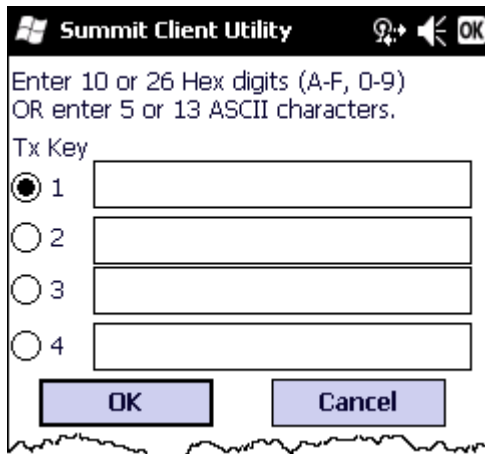 Summit Client Utility OK
Enter 10 or 26 Hex digits (A-F, 0-9)
OR enter 5 or 13 ASCII characters.
Tx Key
1
2
3
4
OK Cancel